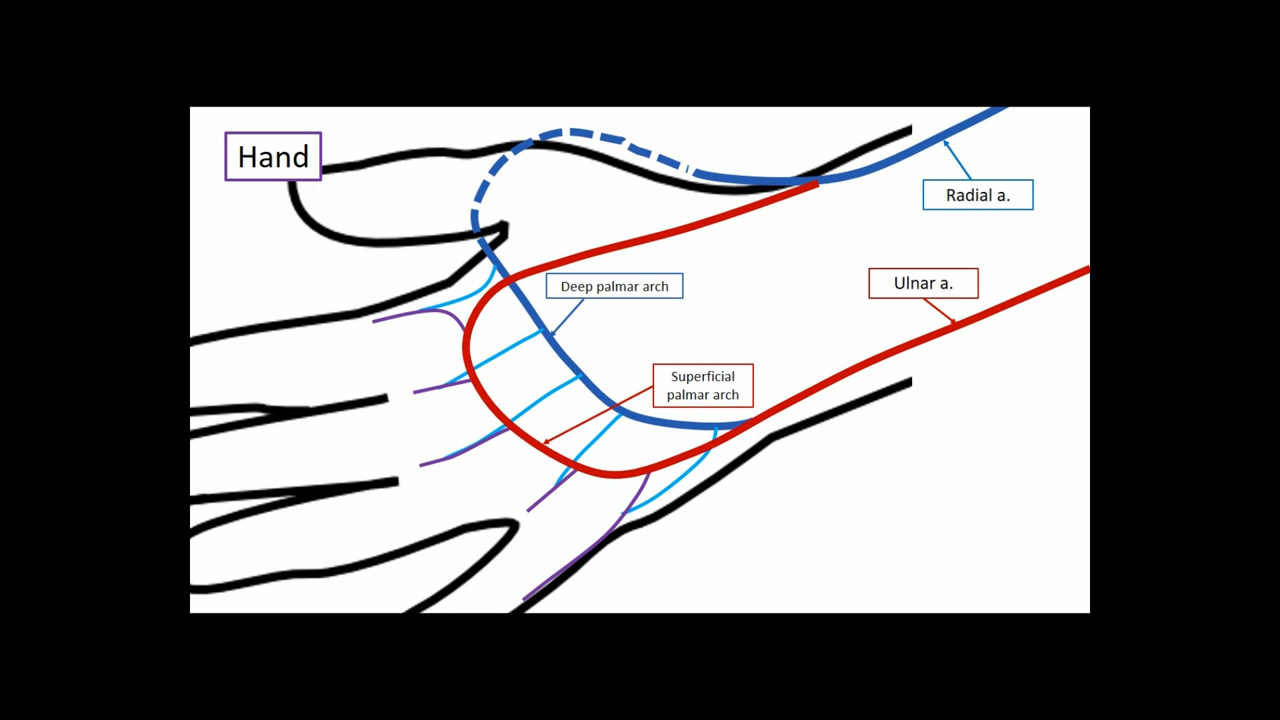 Hand
Radial a.
Ulnar a.
Deep palmar arch
Superficial
palmar arch